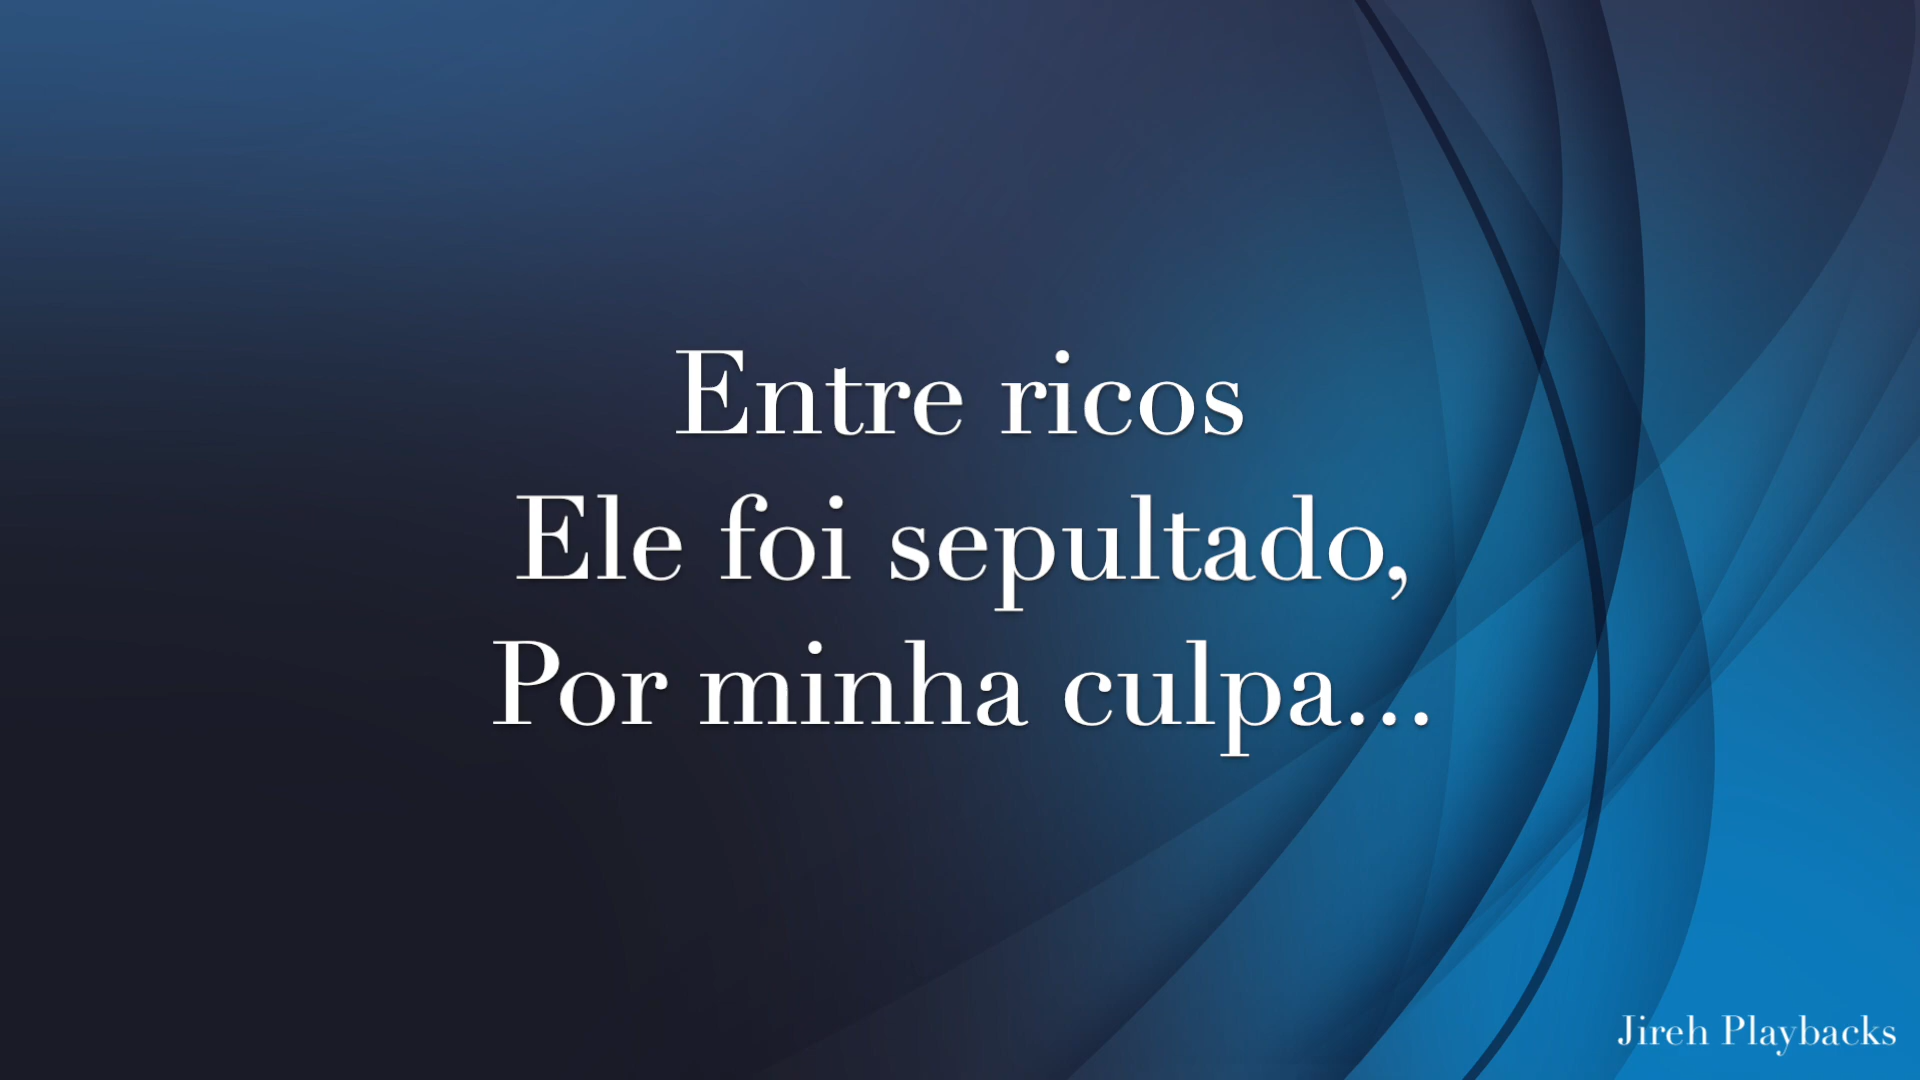 Entre ricos
Ele foi sepultado,
Por minha culpa...
Jireh Playbacks